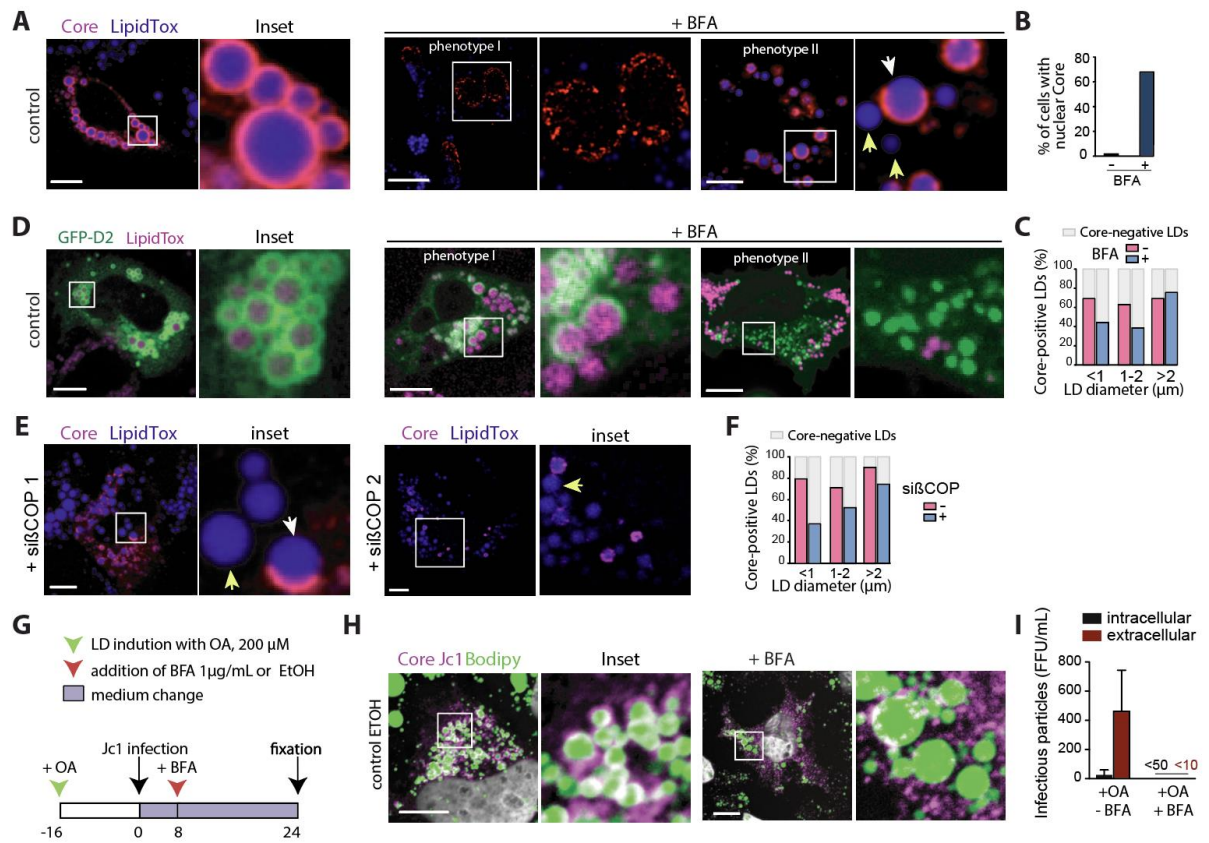 A
Core LipidTox
Inset
+ BFA
phenotype I
phenotype II
control
B
% of cells with
nuclear Core
80
60
40
20
0
- +
BFA
D
GFP-D2 LipidTox
Inset
+ BFA
phenotype I
phenotype II
control
C
Core-negative LDs
BFA - +
Core-positive LDs (%)
100
80
60
40
20
0
<1 1-2 >2
LD diameter (µm)
E
Core LipidTox
inset
Core LipidTox
inset
+ sißCOP 1
+ sißCOP 2
F
Core-negative LDs
Core-positive LDs (%)
100
80
60
40
20
0
sißCOP
-
+
<1 1-2 >2
LD diameter (µm)
G
LD indution with OA, 200 µM
addition of BFA 1µg/mL or EtOH
medium change
Jc1 infection
fixation
+ OA
+ BFA
-16 0 8 24
H
Core Jc1 Bodipy
Inset
+ BFA
control ETOH
I
intracellular
extracellular
Infectious particles (FFU/mL)
800
600
400
200
0
<50 <10
+OA +OA
- BFA + BFA